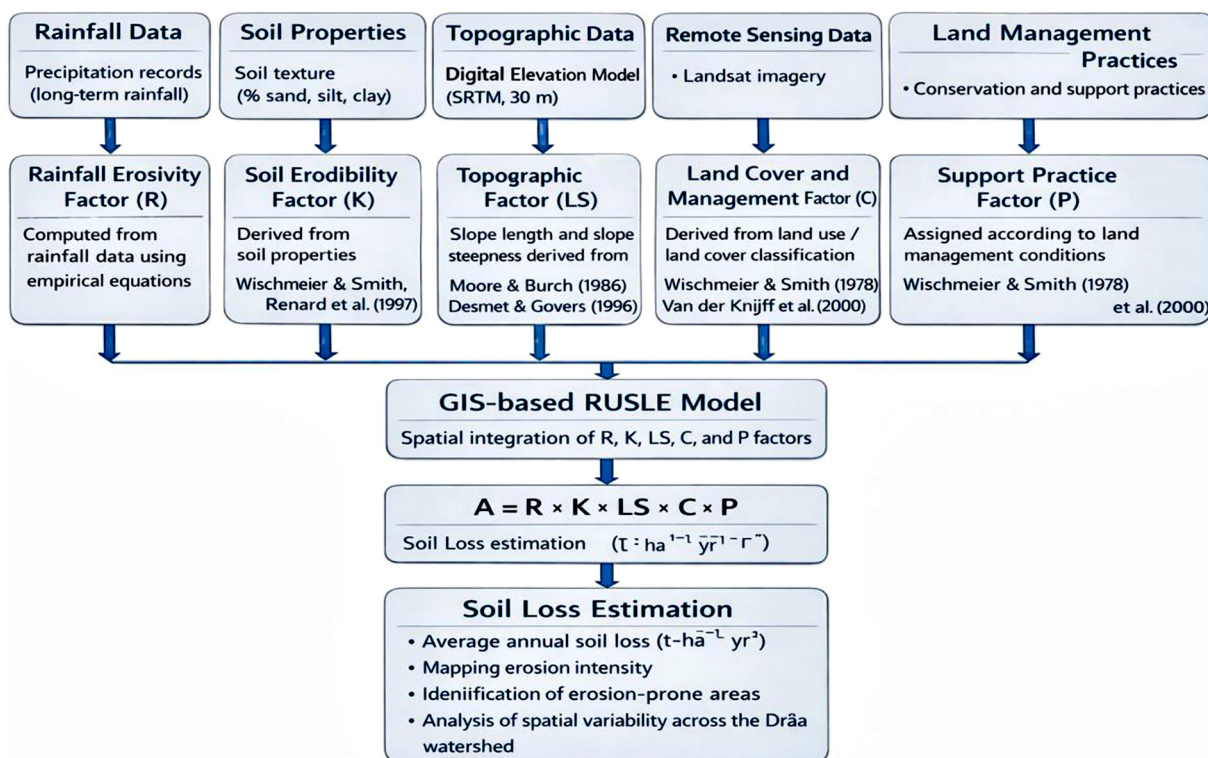 Rainfall Data
Precipitation records
(long-term rainfall)
Soil Properties
Soil texture
(% sand, silt, clay)
Topographic Data
Digital Elevation Model
(SRTM, 30 m)
Remote Sensing Data
• Landsat imagery
Land Management
Practices
• Conservation and support practices
Rainfall Erosivity
Factor (R)
Computed from
rainfall data using
empirical equations
Soil Erodibility
Factor (K)
Derived from
soil properties
Wischmeier & Smith,
Renard et al. (1997)
Topographic
Factor (LS)
Slope length and slope
steepness derived from
Moore & Burch (1986)
Desmet & Govers (1996)
Land Cover and
Management Factor (C)
Derived from land use /
land cover classification
Wischmeier & Smith (1978)
Van der Knijff et al. (2000)
Support Practice
Factor (P)
Assigned according to land
management conditions
Wischmeier & Smith (1978)
et al. (2000)
GIS-based RUSLE Model
Spatial integration of R, K, LS, C, and P factors
A = R × K × LS × C × P
Soil Loss estimation
Soil Loss Estimation
• Average annual soil loss
• Mapping erosion intensity
• Ideniification of erosion-prone areas
• Analysis of spatial variability across the Drâa
watershed